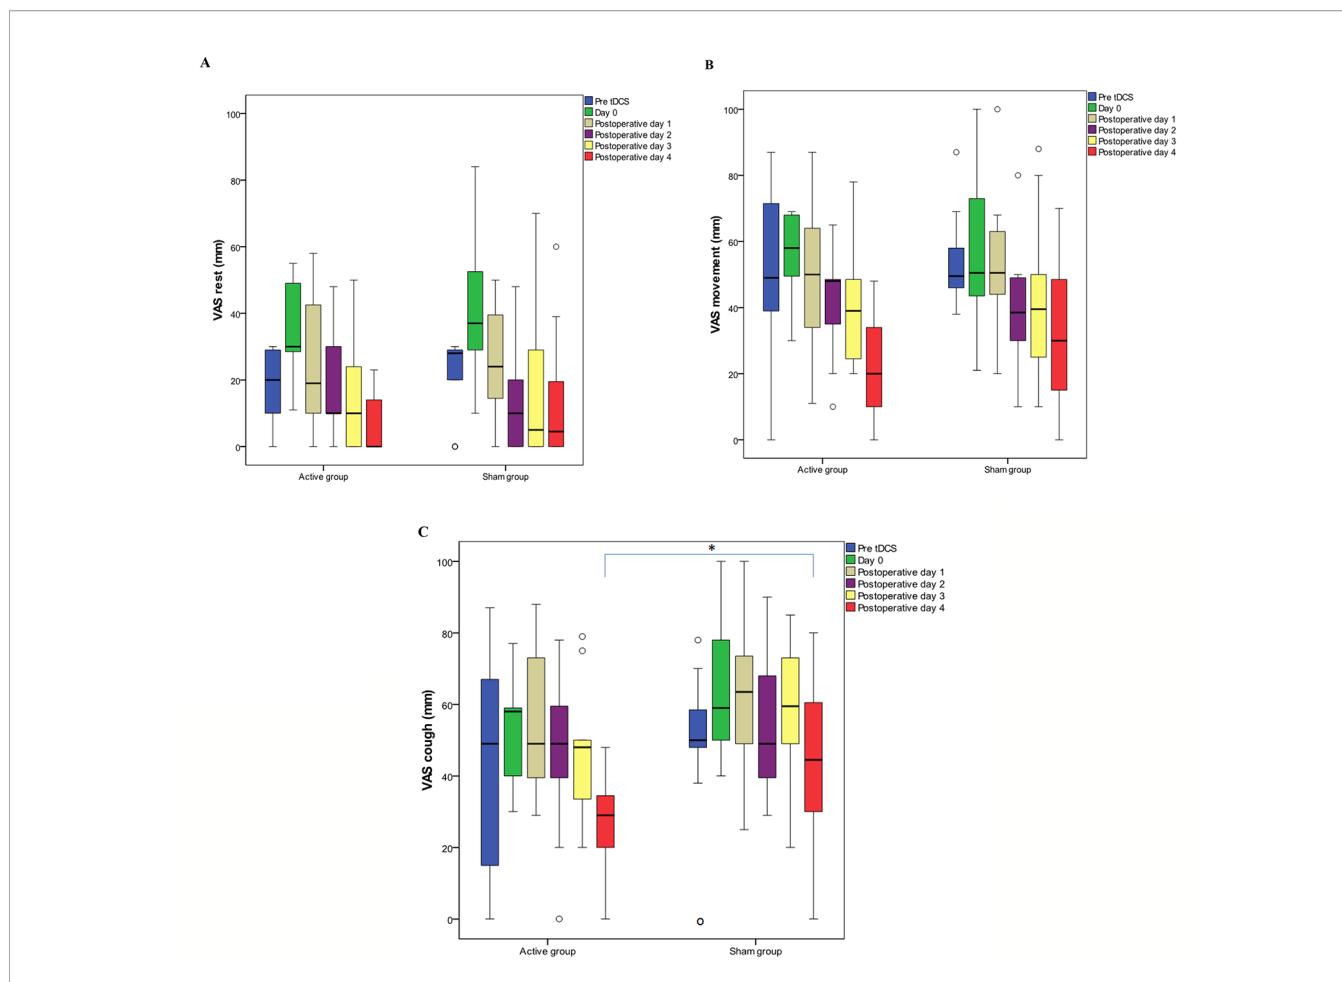 A
100
80
60
40
20
0
VAS rest (mm)
Active group
Sham group
Pre tDCS
Day 0
Postoperative day 1
Postoperative day 2
Postoperative day 3
Postoperative day 4
B
100
80
60
40
20
0
VAS movement (mm)
Active group
Sham group
Pre tDCS
Day 0
Postoperative day 1
Postoperative day 2
Postoperative day 3
Postoperative day 4
C
*
100
80
60
40
20
0
VAS cough (mm)
Active group
Sham group
Pre tDCS
Day 0
Postoperative day 1
Postoperative day 2
Postoperative day 3
Postoperative day 4